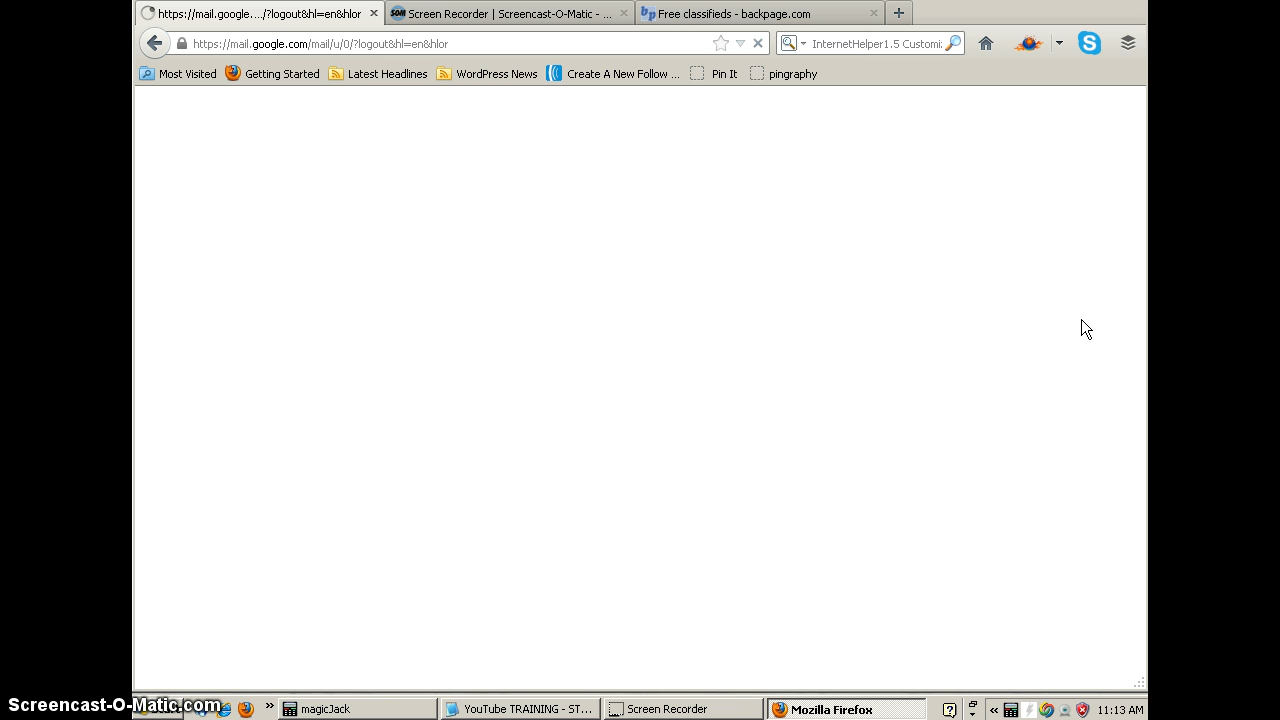 https://mail.google..../?logout&hl=en&hlor
Screen Recorder | Screencast-O-Matic - ...
Free classifieds - backpage.com
https://mail.google.com/mail/u/0/?logout&hl=en&hlor
InternetHelper1.5 Customi
Most Visited
Getting Started
Latest Headlines
WordPress News
Create A New Follow ...
Pin It
pingraphy
Screencast-O-Matic.com
magicJack
YouTube TRAINING - ST...
Screen Recorder
Mozilla Firefox
11:13 AM